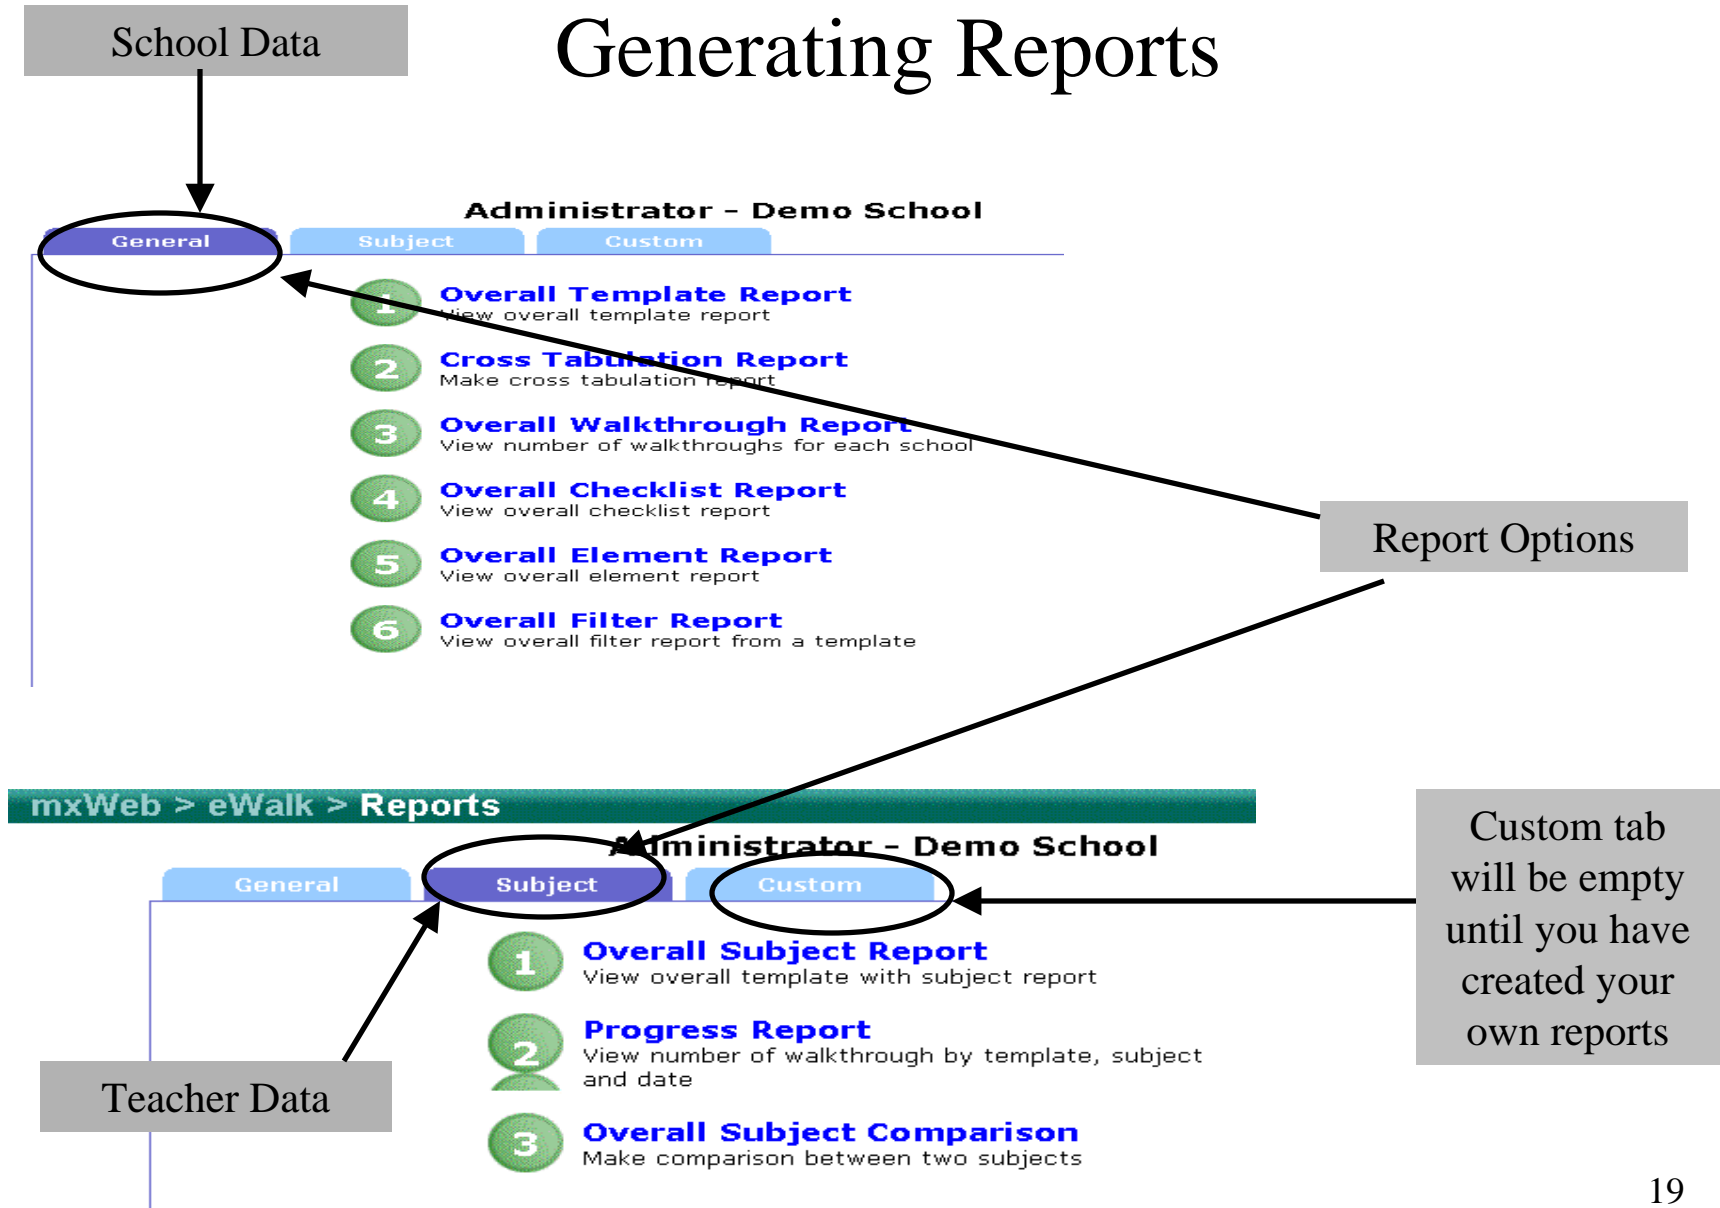 School Data
Generating Reports
Administrator - Demo School
General
Subject
Custom
1
Overall Template Report
View overall template report
2
Cross Tabulation Report
Make cross tabulation report
3
Overall Walkthrough Report
View number of walkthroughs for each school
4
Overall Checklist Report
View overall checklist report
5
Overall Element Report
View overall element report
6
Overall Filter Report
View overall filter report from a template
Report Options
mxWeb > eWalk > Reports
Administrator - Demo School
General
Subject
Custom
1
Overall Subject Report
View overall template with subject report
2
Progress Report
View number of walkthrough by template, subject
and date
3
Overall Subject Comparison
Make comparison between two subjects
Teacher Data
Custom tab
will be empty
until you have
created your
own reports
19